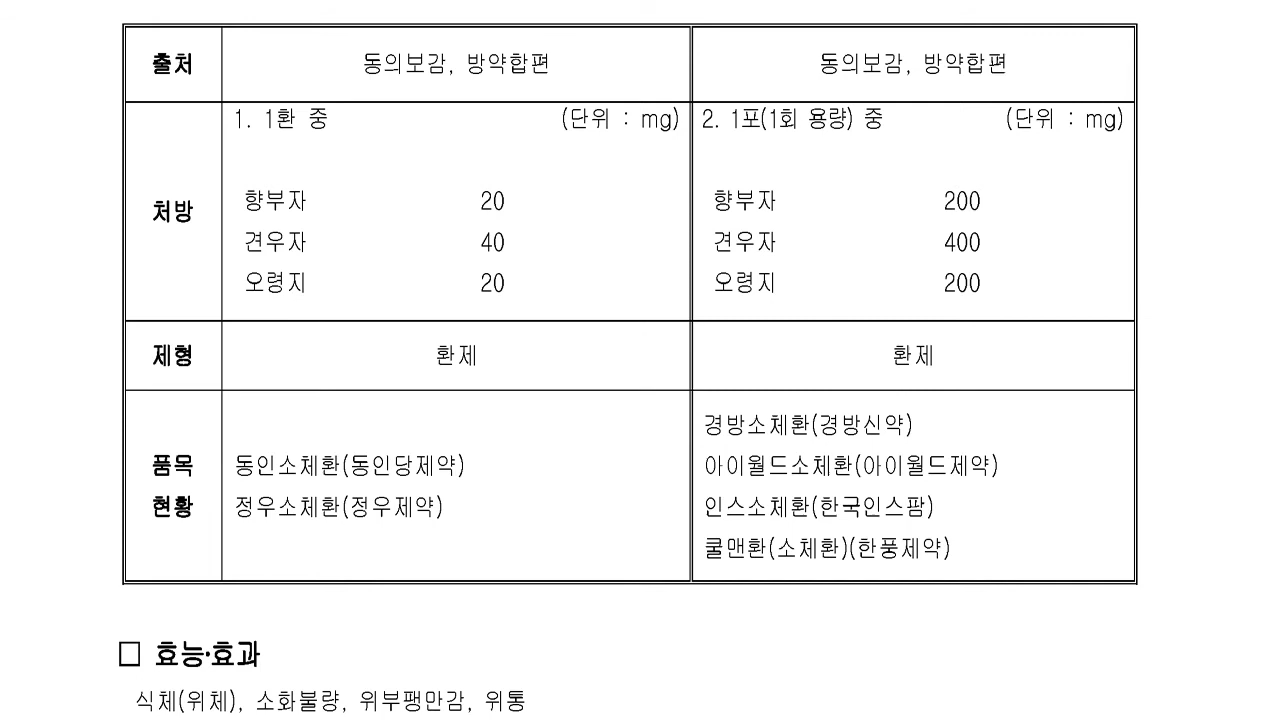 출처 동의보감, 방약합편 동의보감, 방약합편
1. 1환 중 (단위 : mg) 2. 1포(1회 용량) 중 (단위 : mg)
향부자 20 향부자 200
처방
견우자 40 견우자 400
오령지 20 오령지 200
제형 환제 환제
경방소체환(경방신약)
품목 동인소체환(동인당제약) 아이월드소체환(아이월드제약)
현황 정우소체환(정우제약) 인스소체환(한국인스팜)
쿨맨환(소체환)(한풍제약)
□ 효능·효과
식체(위체), 소화불량, 위부팽만감, 위통